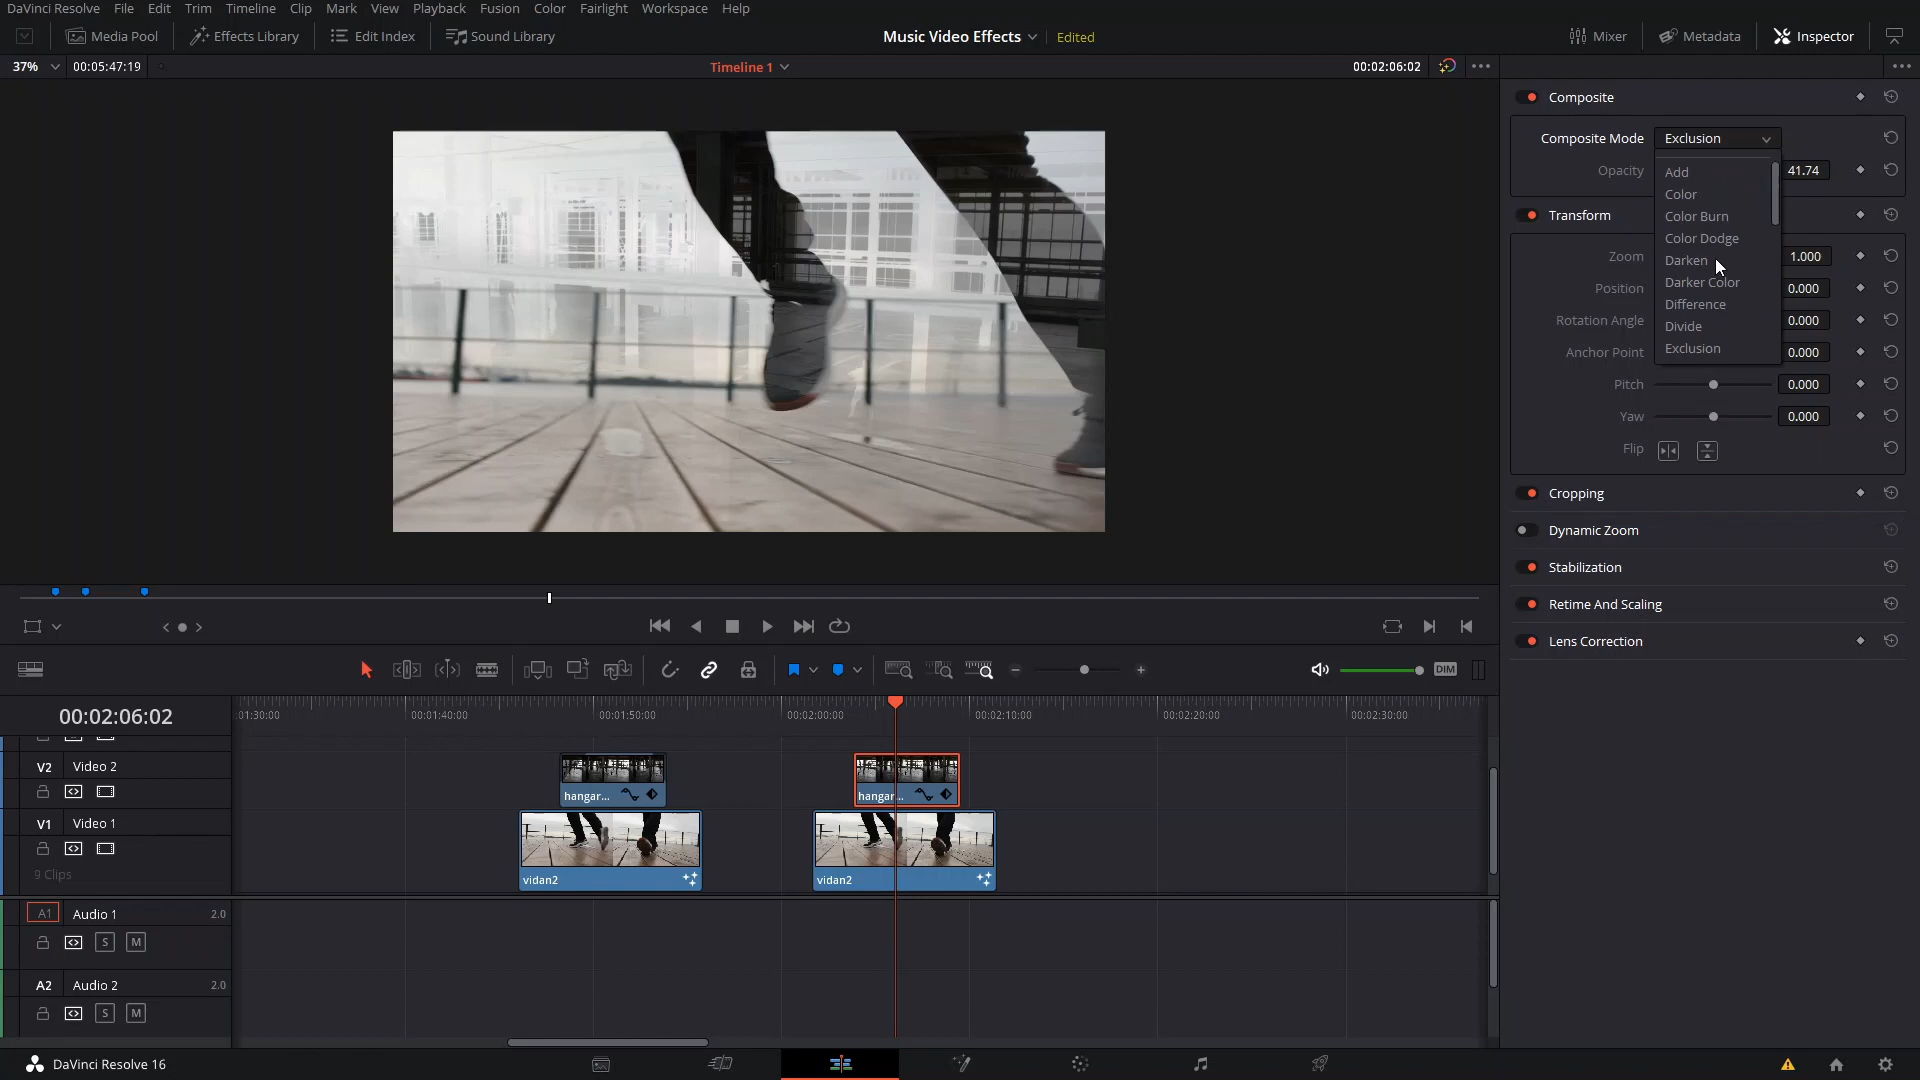 DaVinci Resolve File Edit Trim Timeline Clip Mark View Playback Fusion Color Fairlight Workspace Help
Media Pool Effects Library Edit Index Sound Library Music Video Effects Edited Mixer Metadata Inspector
37% 00:05:47:19 Timeline 1 00:02:06:02
Composite
Composite Mode Exclusion
Opacity 41.74
Add
Color
Color Burn
Color Dodge
Darken
Darker Color
Difference
Divide
Exclusion
Transform
Zoom 1.000
Position 0.000
Rotation Angle 0.000
Anchor Point 0.000
Pitch 0.000
Yaw 0.000
Flip
Cropping
Dynamic Zoom
Stabilization
Retime And Scaling
Lens Correction
DIM
00:02:06:02
:01:30:00 00:01:40:00 00:01:50:00 00:02:00:00 00:02:10:00 00:02:20:00 00:02:30:00
V2 Video 2
hangar... hangar...
V1 Video 1
9 Clips
vidan2 vidan2
A1 Audio 1 2.0
S M
A2 Audio 2 2.0
S M
DaVinci Resolve 16